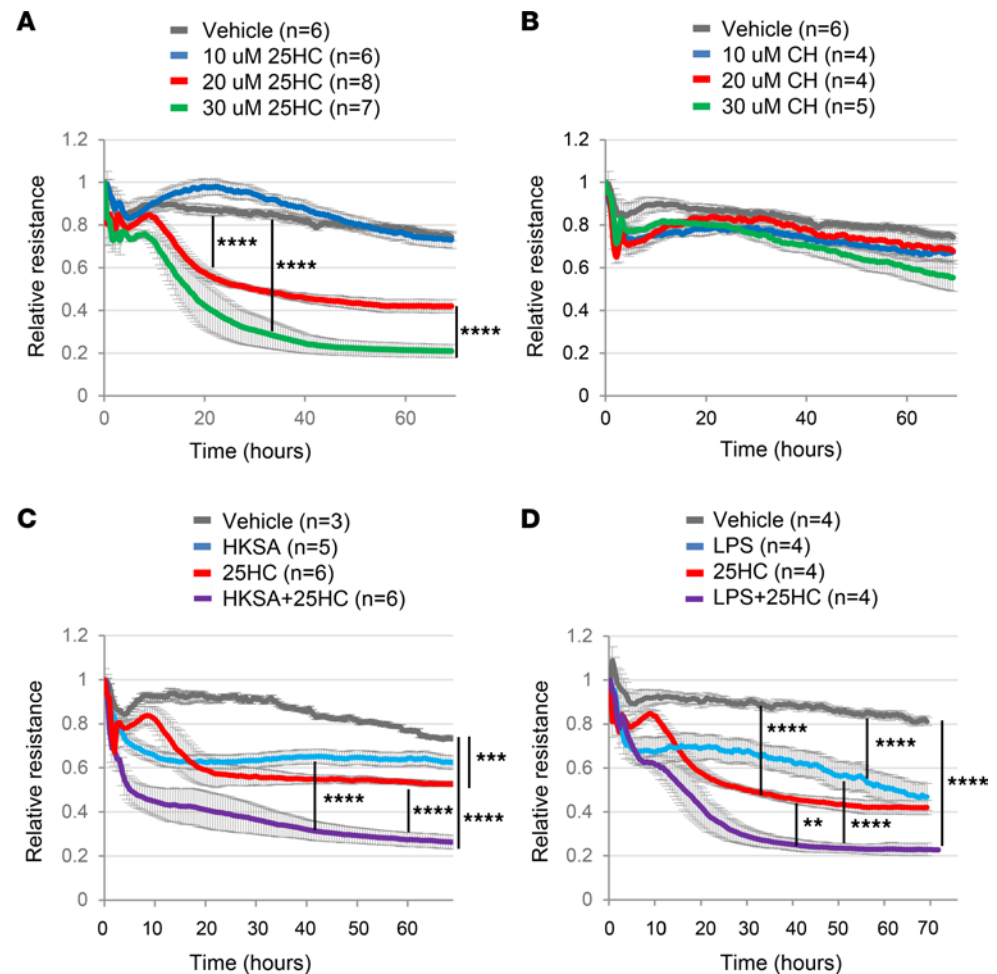 A
Vehicle (n=6)
10 uM 25HC (n=6)
20 uM 25HC (n=8)
30 uM 25HC (n=7)
1.2
1
0.8
0.6
0.4
0.2
0
Relative resistance
****
****
****
0 20 40 60
Time (hours)
B
Vehicle (n=6)
10 uM CH (n=4)
20 uM CH (n=4)
30 uM CH (n=5)
1.2
1
0.8
0.6
0.4
0.2
0
Relative resistance
0 20 40 60
Time (hours)
C
Vehicle (n=3)
HKSA (n=5)
25HC (n=6)
HKSA+25HC (n=6)
1.2
1
0.8
0.6
0.4
0.2
0
Relative resistance
***
****
****
****
0 10 20 30 40 50 60
Time (hours)
D
Vehicle (n=4)
LPS (n=4)
25HC (n=4)
LPS+25HC (n=4)
1.2
1
0.8
0.6
0.4
0.2
0
Relative resistance
****
****
****
**
****
0 10 20 30 40 50 60 70
Time (hours)